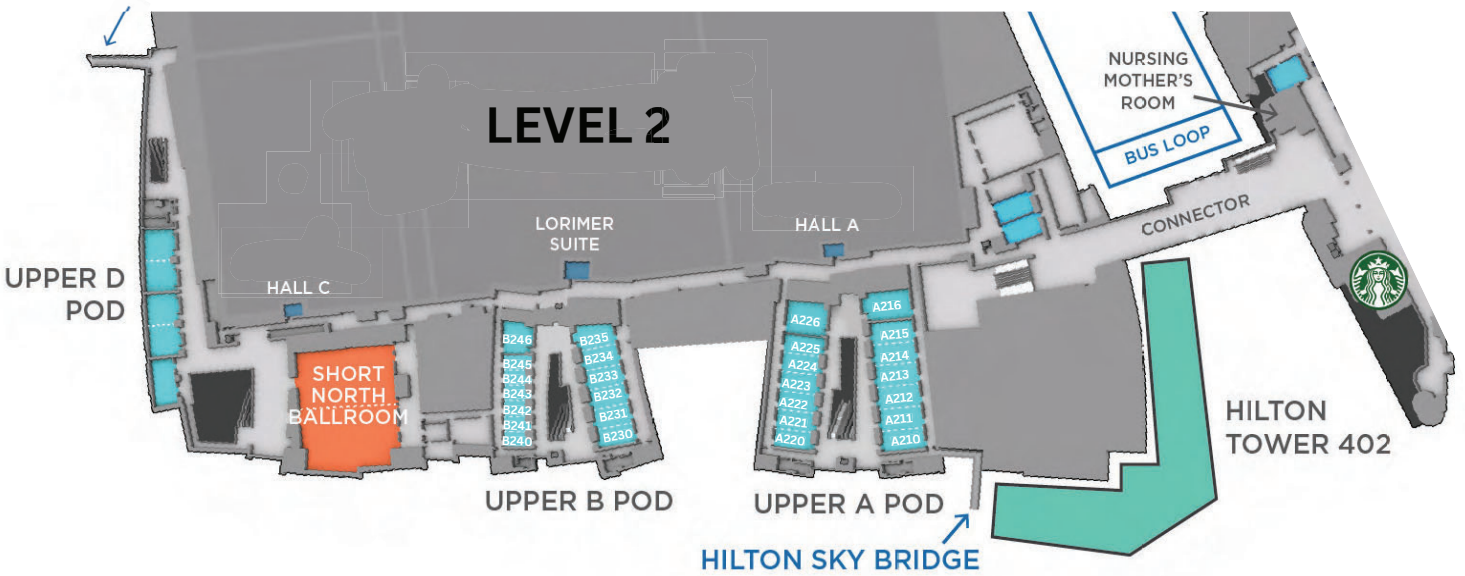 LEVEL 2
NURSING
MOTHER'S
ROOM
BUS LOOP
CONNECTOR
LORIMER
SUITE
HALL A
HALL C
UPPER D
POD
SHORT
NORTH
BALLROOM
B246
B245
B244
B243
B242
B241
B240
B235
B234
B233
B232
B231
B230
A226
A225
A224
A223
A222
A221
A220
A216
A215
A214
A213
A212
A211
A210
HILTON
TOWER 402
UPPER B POD
UPPER A POD
HILTON SKY BRIDGE